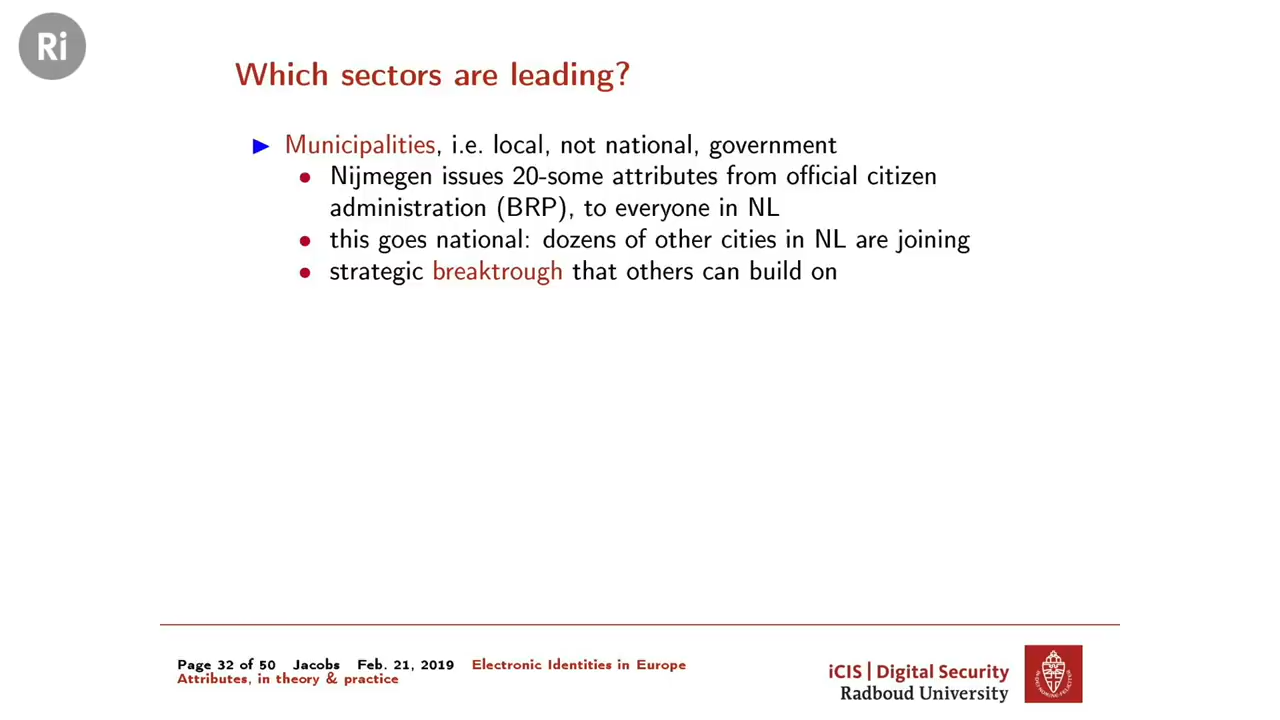 Ri
Which sectors are leading?
Municipalities, i.e. local, not national, government
Nijmegen issues 20-some attributes from official citizen
administration (BRP), to everyone in NL
this goes national: dozens of other cities in NL are joining
strategic breaktrough that others can build on
Page 32 of 50 Jacobs Feb. 21, 2019 Electronic Identities in Europe
Attributes, in theory & practice
iCIS | Digital Security
Radboud University